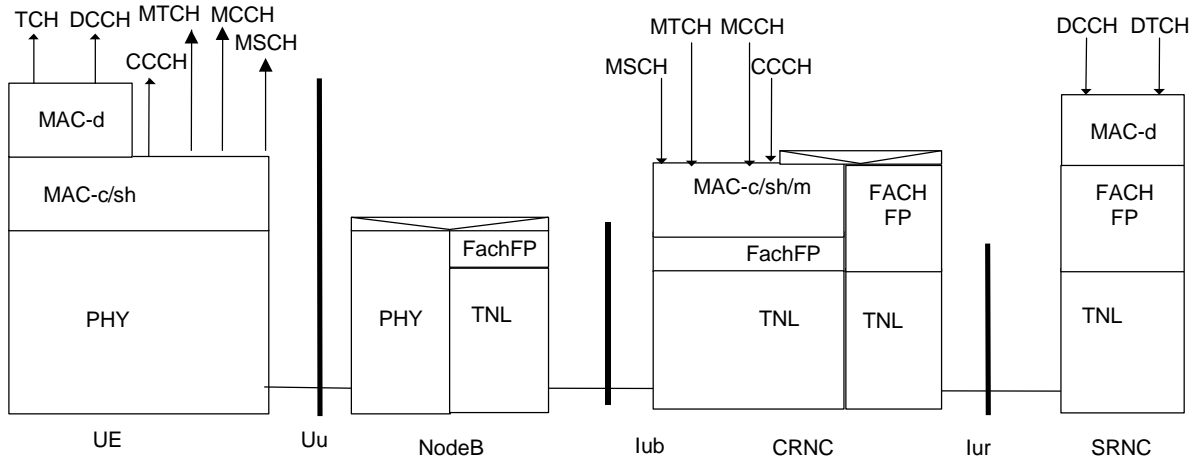 TCH DCCH MTCH MCCH
CCCH MSCH
MAC-d
MAC-c/sh
PHY
UE
Uu
FachFP
PHY TNL
NodeB
Iub
MTCH MCCH
MSCH CCCH
MAC-c/sh/m
FACH
FP
FachFP
TNL TNL
CRNC
Iur
DCCH DTCH
MAC-d
FACH
FP
TNL
SRNC